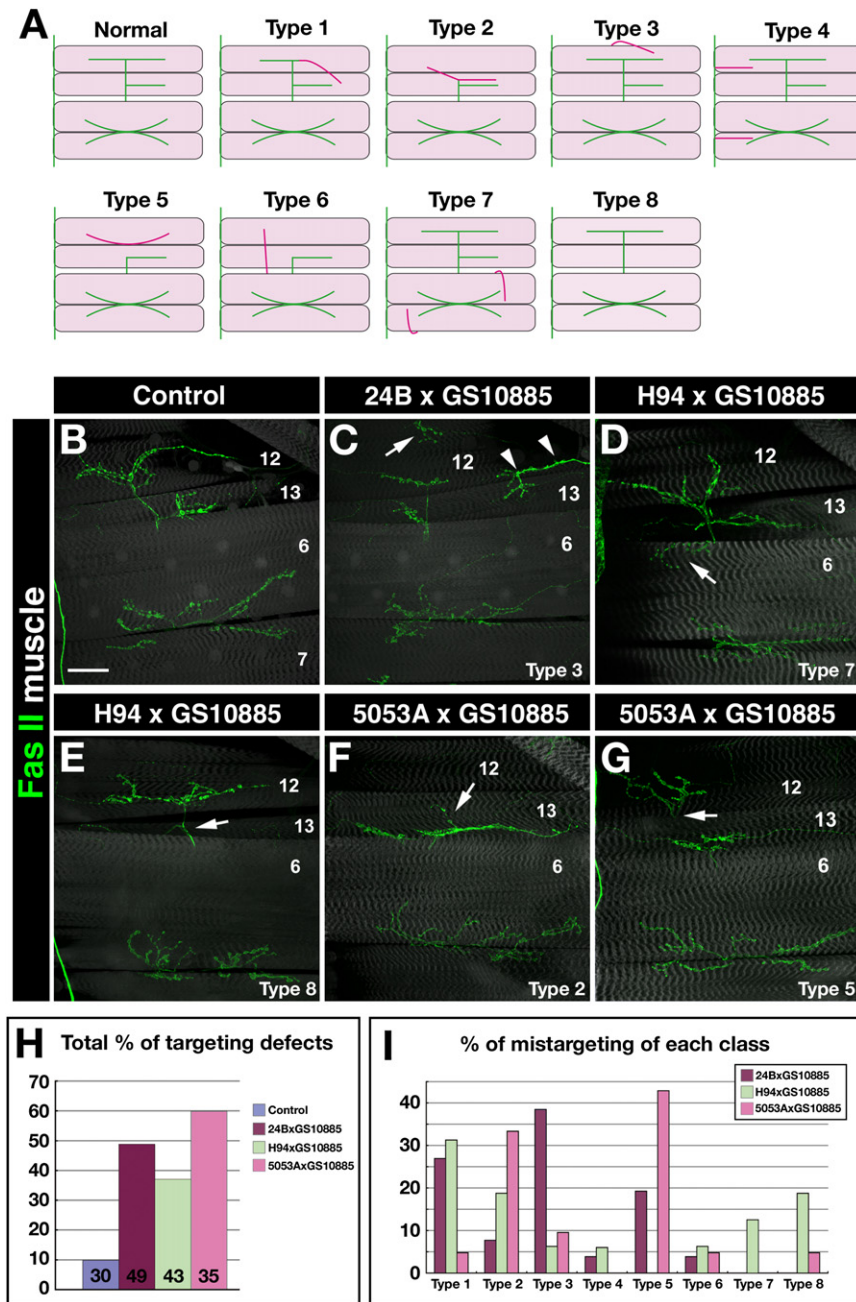 A
Normal Type 1 Type 2 Type 3 Type 4
Type 5 Type 6 Type 7 Type 8
Fas II muscle
Control 24B x GS10885 H94 x GS10885
B 12 13 6 7
C 12 13 6 Type 3
D 12 13 6 Type 7
H94 x GS10885 5053A x GS10885 5053A x GS10885
E 12 13 6 Type 8
F 12 13 6 Type 2
G 12 13 6 Type 5
H Total % of targeting defects
70
60
50
40
30
20
10
0
30 49 43 35
Control
24BxGS10885
H94xGS10885
5053AxGS10885
I % of mistargeting of each class
24BxGS10885
H94xGS10885
5053AxGS10885
40
30
20
10
0
Type 1 Type 2 Type 3 Type 4 Type 5 Type 6 Type 7 Type 8